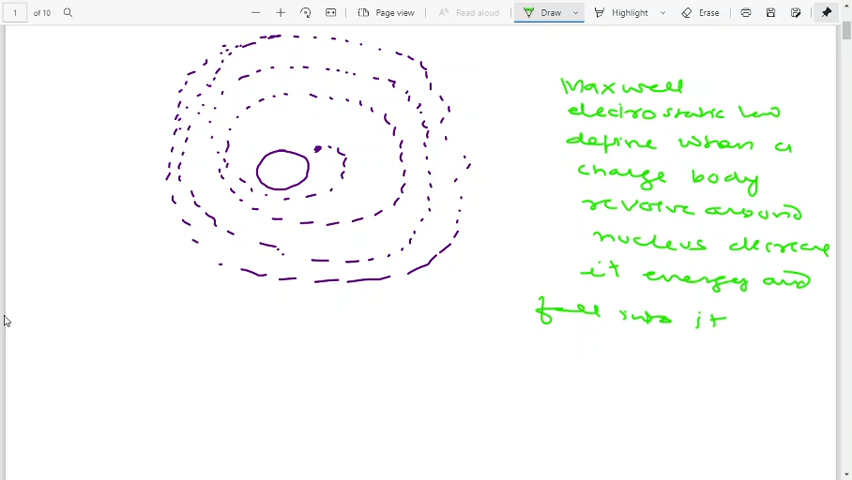 1 of 10 Page view Read aloud Draw Highlight Erase
Maxwell
electrostatic law
define when a
charge body
revolve around
nucleus decrease
it energy and
fall into it